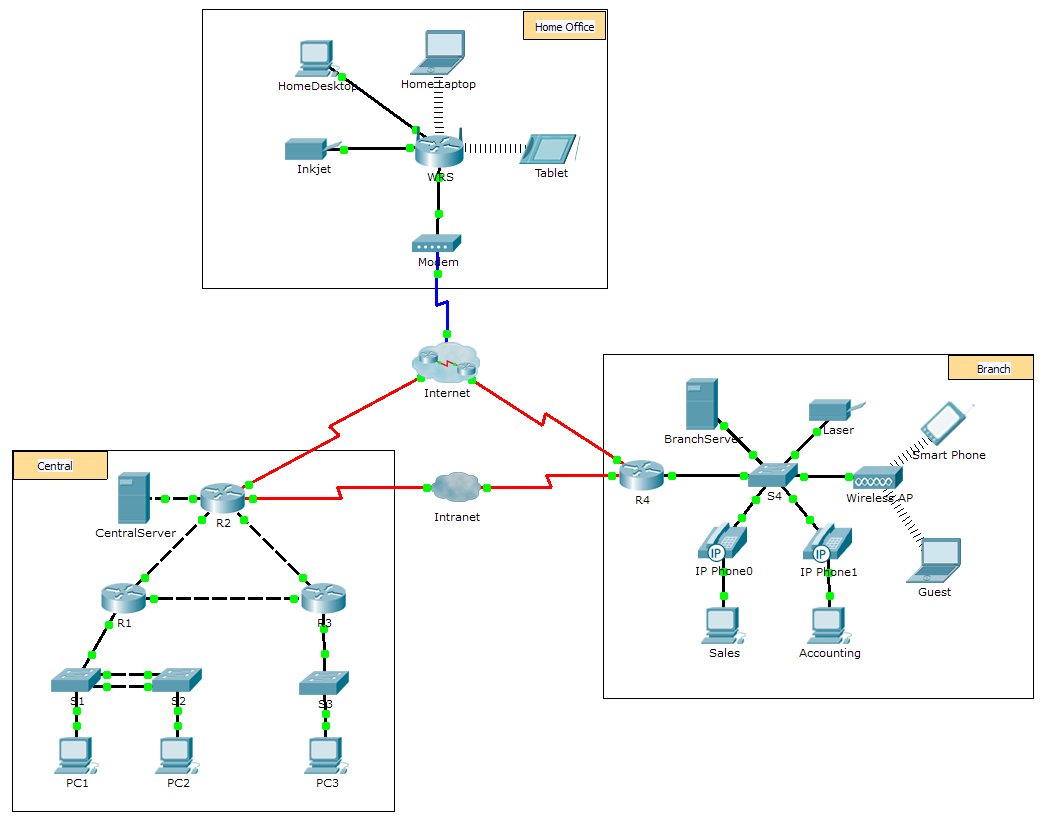 Home Office
HomeDesktop
Home Laptop
Inkjet
WRS
Tablet
Modem
Internet
Branch
BranchServer
Laser
Smart Phone
Central
CentralServer
R2
Intranet
R4
S4
Wireless AP
IP
IP
IP Phone0
IP Phone1
Guest
R1
R3
Sales
Accounting
S1
S2
S3
PC1
PC2
PC3